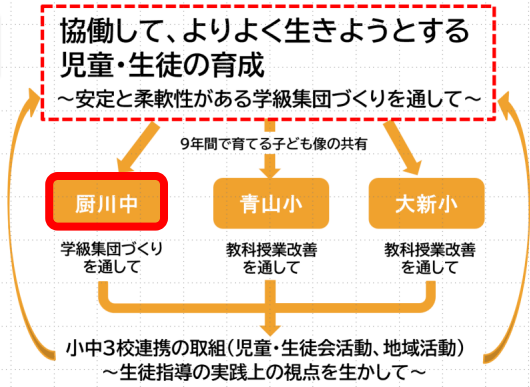 協働して、よりよく生きようとする
児童・生徒の育成
～安定と柔軟性がある学級集団づくりを通して～
9年間で育てる子ども像の共有
厨川中
青山小
大新小
学級集団づくり
を通して
教科授業改善
を通して
教科授業改善
を通して
小中3校連携の取組(児童・生徒会活動、地域活動)
～生徒指導の実践上の視点を生かして～